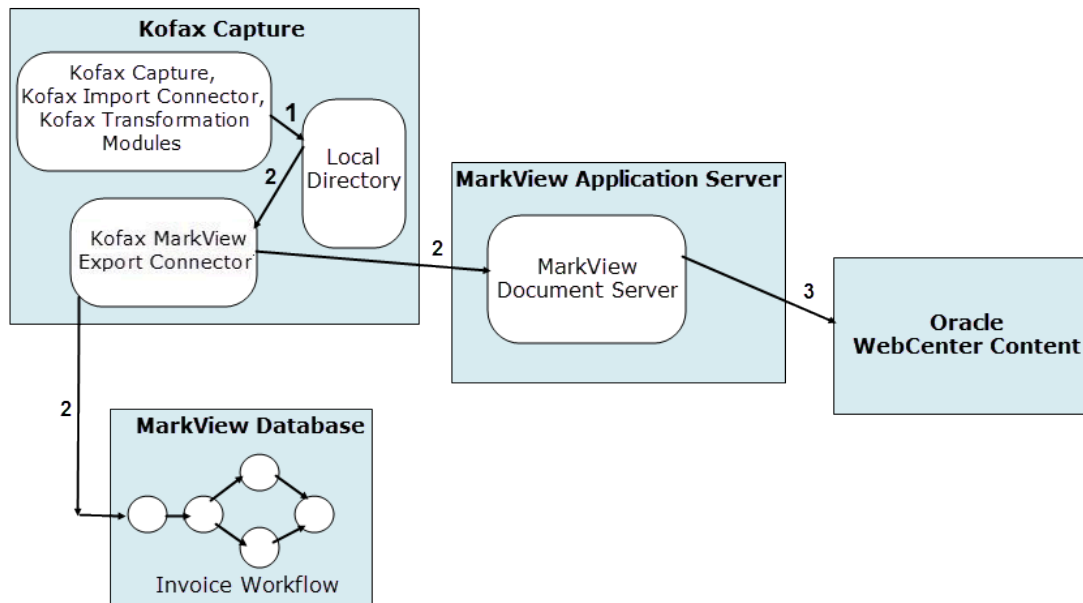 Kofax Capture
Kofax Capture,
Kofax Import Connector,
Kofax Transformation
Modules
1
Local
Directory
2
Kofax MarkView
Export Connector
2
MarkView Application Server
MarkView
Document Server
3
Oracle
WebCenter Content
2
MarkView Database
Invoice Workflow